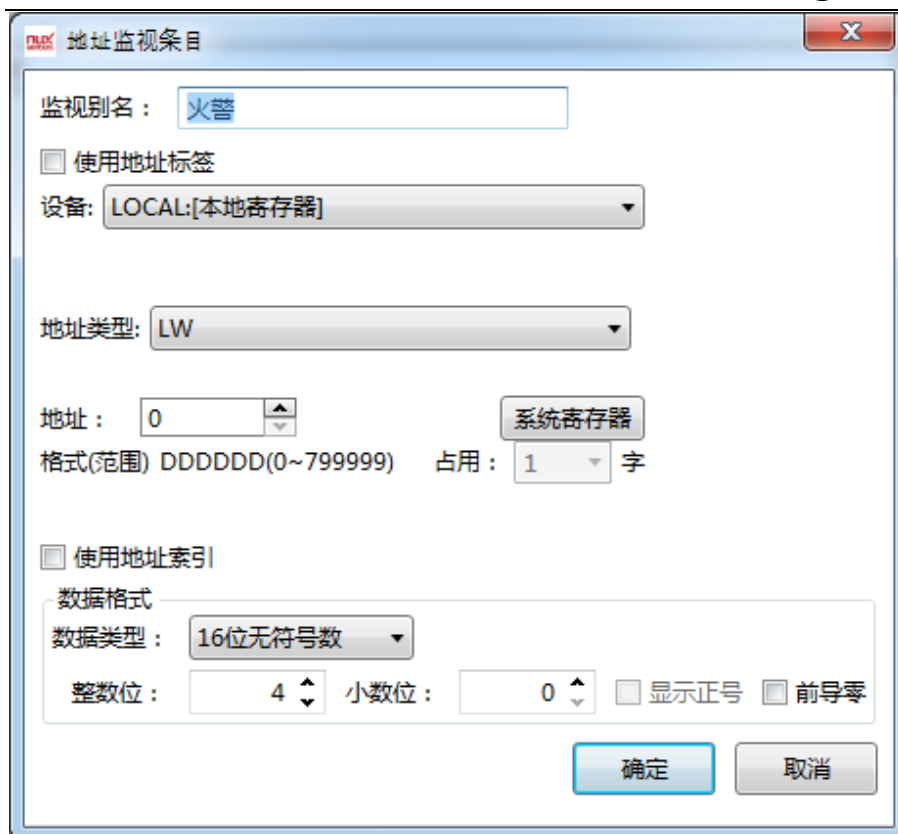 nux 地址监视条目
监视别名： 火警
使用地址标签
设备: LOCAL:[本地寄存器]
地址类型: LW
地址： 0 系统寄存器
格式(范围) DDDDDD(0~799999) 占用： 1 字
使用地址索引
数据格式
数据类型： 16位无符号数
整数位： 4 小数位： 0 显示正号 前导零
确定 取消